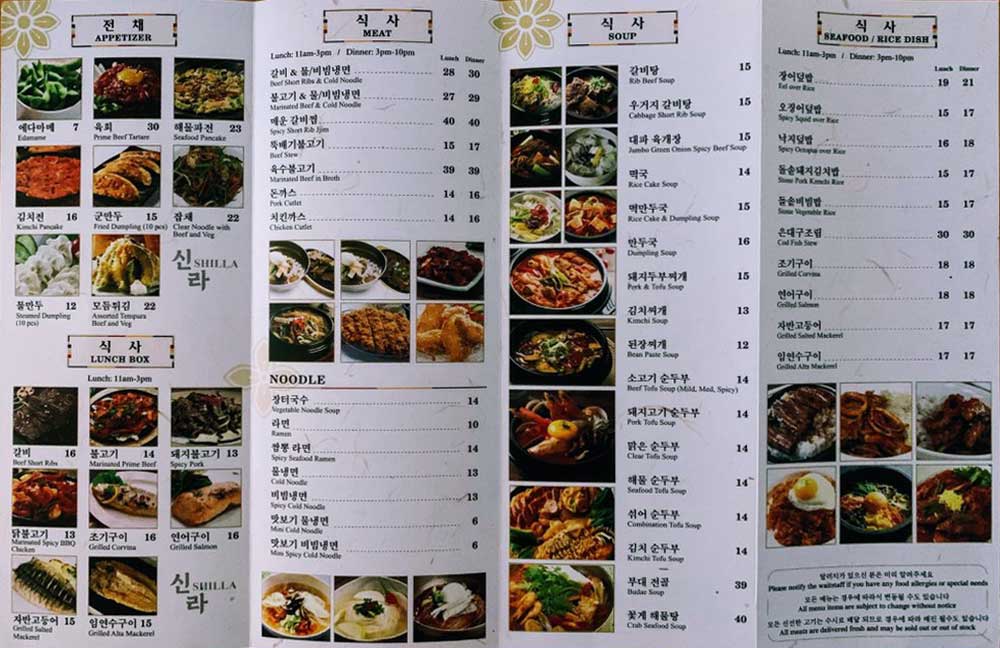 전 채
APPETIZER
에다마메 7
Edamame
육회 30
Prime Beef Tartare
해물파전 23
Seafood Pancake
김치전 16
Kimchi Pancake
군만두 15
Fried Dumpling (10 pcs)
잡채 22
Clear Noodle with
Beef and Veg
물만두 12
Steamed Dumpling
(10 pcs)
모듬튀김 22
Assorted Tempura
Beef and Veg
신라 SHILLA
식 사
LUNCH BOX
Lunch: 11am-3pm
갈비 16
Beef Short Ribs
불고기 14
Marinated Prime Beef
돼지불고기 13
Spicy Pork
닭불고기 13
Marinated Spicy BBQ
Chicken
조기구이 16
Grilled Corvina
연어구이 16
Grilled Salmon
자반고등어 15
Grilled Salted
Mackerel
임연수구이 15
Grilled Alta Mackerel
신라 SHILLA
식 사
MEAT
Lunch: 11am-3pm / Dinner: 3pm-10pm
Lunch Dinner
갈비 & 물/비빔냉면 28 30
Beef Short Ribs & Cold Noodle
불고기 & 물/비빔냉면 27 29
Marinated Beef & Cold Noodle
매운 갈비찜 40 40
Spicy Short Rib Jjim
뚝배기불고기 15 17
Beef Stew
육수불고기 39 39
Marinated Beef in Broth
돈까스 14 16
Pork Cutlet
치킨까스 14 16
Chicken Cutlet
NOODLE
장터국수 14
Vegetable Noodle Soup
라면 10
Ramen
짬뽕 라면 14
Spicy Seafood Ramen
물냉면 13
Cold Noodle
비빔냉면 13
Spicy Cold Noodle
맛보기 물냉면 6
Mini Cold Noodle
맛보기 비빔냉면 6
Mini Spicy Cold Noodle
식 사
SOUP
갈비탕 15
Rib Beef Soup
우거지 갈비탕 15
Cabbage Short Rib Soup
대파 육개장 15
Jumbo Green Onion Spicy Beef Soup
떡국 14
Rice Cake Soup
떡만두국 15
Rice Cake & Dumpling Soup
만두국 16
Dumpling Soup
돼지두부찌개 15
Pork & Tofu Soup
김치찌개 13
Kimchi Soup
된장찌개 12
Bean Paste Soup
소고기 순두부 14
Beef Tofu Soup (Mild, Med, Spicy)
돼지고기 순두부 14
Pork Tofu Soup
맑은 순두부 14
Clear Tofu Soup
해물 순두부 14
Seafood Tofu Soup
섞어 순두부 14
Combination Tofu Soup
김치 순두부 14
Kimchi Tofu Soup
부대 전골 39
Budae Soup
꽃게 해물탕 40
Crab Seafood Soup
식 사
SEAFOOD / RICE DISH
Lunch: 11am-3pm / Dinner: 3pm-10pm
Lunch Dinner
장어덮밥 19 21
Eel over Rice
오징어덮밥 15 17
Spicy Squid over Rice
낙지덮밥 16 18
Spicy Octopus over Rice
돌솥돼지김치밥 15 17
Stone Pork Kimchi Rice
돌솥비빔밥 15 17
Stone Vegetable Rice
은대구조림 30 30
Cod Fish Stew
조기구이 18 18
Grilled Corvina
연어구이 18 18
Grilled Salmon
자반고등어 17 17
Grilled Salted Mackerel
임연수구이 17 17
Grilled Alta Mackerel
알러지가 있으신 분은 미리 알려주세요
Please notify the waitstaff if you have any food allergies or special needs
모든 메뉴는 경우에 따라서 변동될 수도 있습니다
All menu items are subject to change without notice
모든 신선한 고기는 수시로 배달 되므로 경우에 따라 매진 될수도 있습니다
All meats are delivered fresh and may be sold out or out of stock